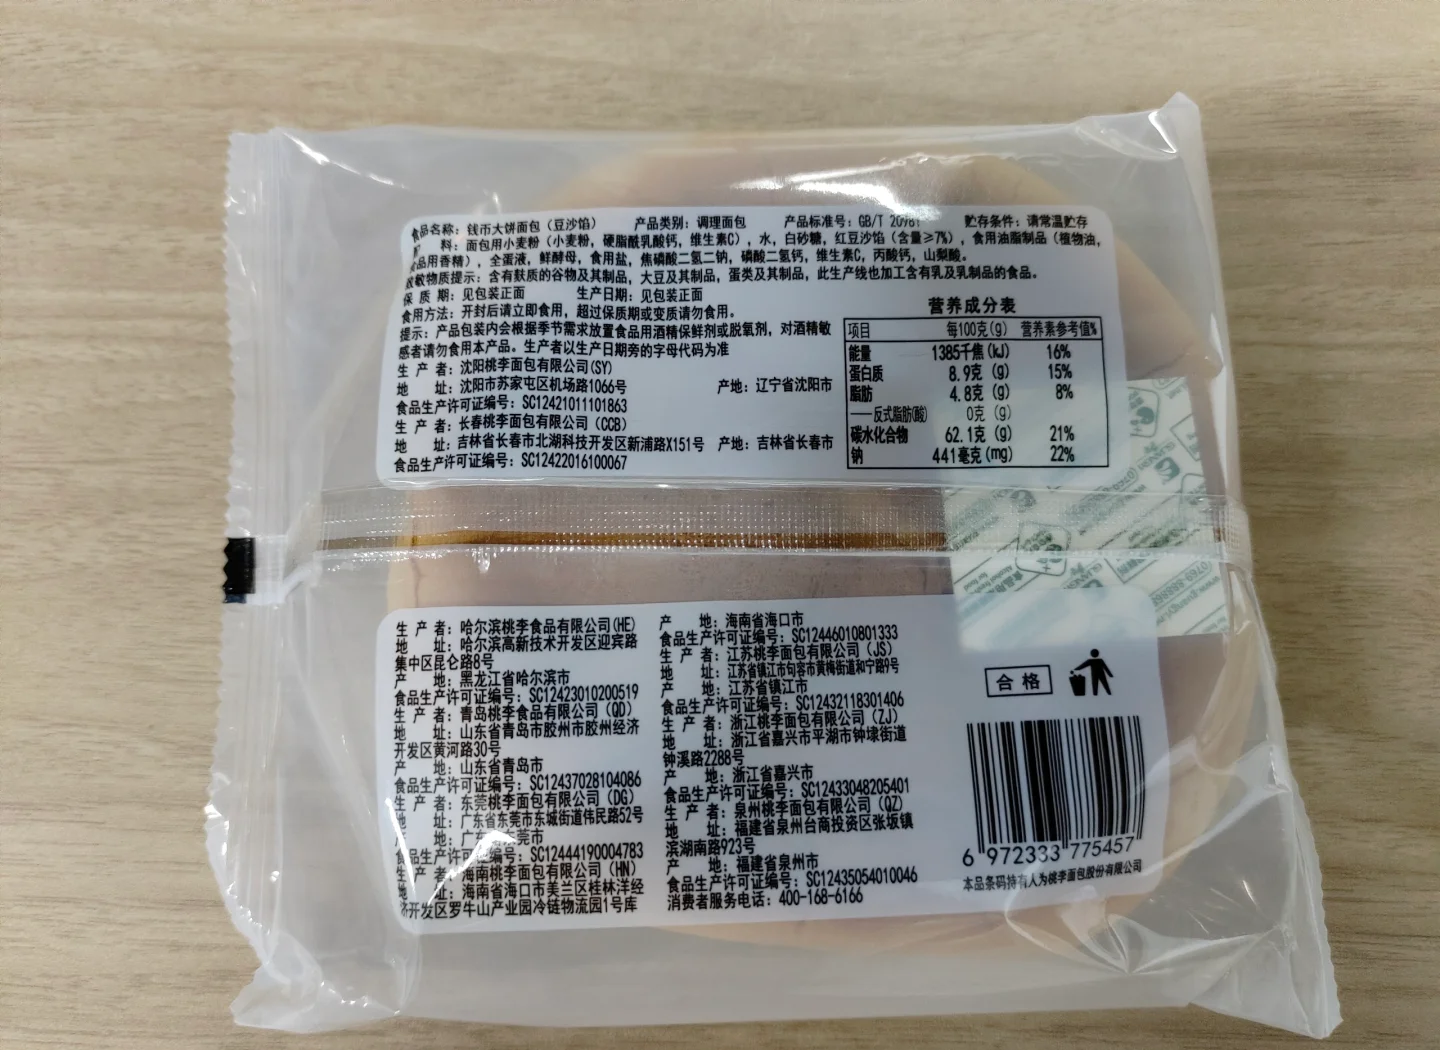 食品名称：钱币大饼面包（豆沙馅） 产品类别：调理面包 产品标准号：GB/T 20981 贮存条件：请常温贮存
料：面包用小麦粉（小麦粉，硬脂酰乳酸钙，维生素C），水，白砂糖，红豆沙馅（含量≥7%），食用油脂制品（植物油，
食品用香精），全蛋液，鲜酵母，食用盐，焦磷酸二氢二钠，磷酸二氢钙，维生素C，丙酸钙，山梨酸。
致敏物质提示：含有麸质的谷物及其制品，大豆及其制品，蛋类及其制品，此生产线也加工含有乳及乳制品的食品。
保 质 期：见包装正面 生产日期：见包装正面
食用方法：开封后请立即食用，超过保质期或变质请勿食用。
提示：产品包装内会根据季节需求放置食品用酒精保鲜剂或脱氧剂，对酒精敏
感者请勿食用本产品。生产者以生产日期旁的字母代码为准
生 产 者：沈阳桃李面包有限公司(SY)
地 址：沈阳市苏家屯区机场路1066号 产地：辽宁省沈阳市
食品生产许可证编号：SC12421011101863
生 产 者：长春桃李面包有限公司（CCB）
地 址：吉林省长春市北湖科技开发区新浦路X151号 产地：吉林省长春市
食品生产许可证编号：SC12422016100067
营养成分表
项目 每100克(g) 营养素参考值%
能量 1385千焦(kJ) 16%
蛋白质 8.9克 (g) 15%
脂肪 4.8克 (g) 8%
——反式脂肪(酸) 0克 (g)
碳水化合物 62.1克 (g) 21%
钠 441毫克(mg) 22%
生 产 者：哈尔滨桃李食品有限公司(HE)
地 址：哈尔滨高新技术开发区迎宾路
集中区昆仑路8号
产 地：黑龙江省哈尔滨市
食品生产许可证编号：SC12423010200519
生 产 者：青岛桃李食品有限公司（QD）
地 址：山东省青岛市胶州市胶州经济
开发区黄河路30号
产 地：山东省青岛市
食品生产许可证编号：SC12437028104086
生 产 者：东莞桃李面包有限公司（DG）
地 址：广东省东莞市东城街道伟民路52号
产 地：广东省东莞市
食品生产许可证编号：SC12444190004783
生 产 者：海南桃李面包有限公司（HN）
地 址：海南省海口市美兰区桂林洋经
济开发区罗牛山产业园冷链物流园1号库
产 地：海南省海口市
食品生产许可证编号：SC12446010801333
生 产 者：江苏桃李面包有限公司（JS）
地 址：江苏省镇江市句容市黄梅街道和宁路9号
产 地：江苏省镇江市
食品生产许可证编号：SC12432118301406
生 产 者：浙江桃李面包有限公司（ZJ）
地 址：浙江省嘉兴市平湖市钟埭街道
钟溪路2288号
产 地：浙江省嘉兴市
食品生产许可证编号：SC12433048205401
生 产 者：泉州桃李面包有限公司（QZ）
地 址：福建省泉州台商投资区张坂镇
滨湖南路923号
产 地：福建省泉州市
食品生产许可证编号：SC12435054010046
消费者服务电话：400-168-6166
合格
6 972333 775457
本品条码持有人为桃李面包股份有限公司